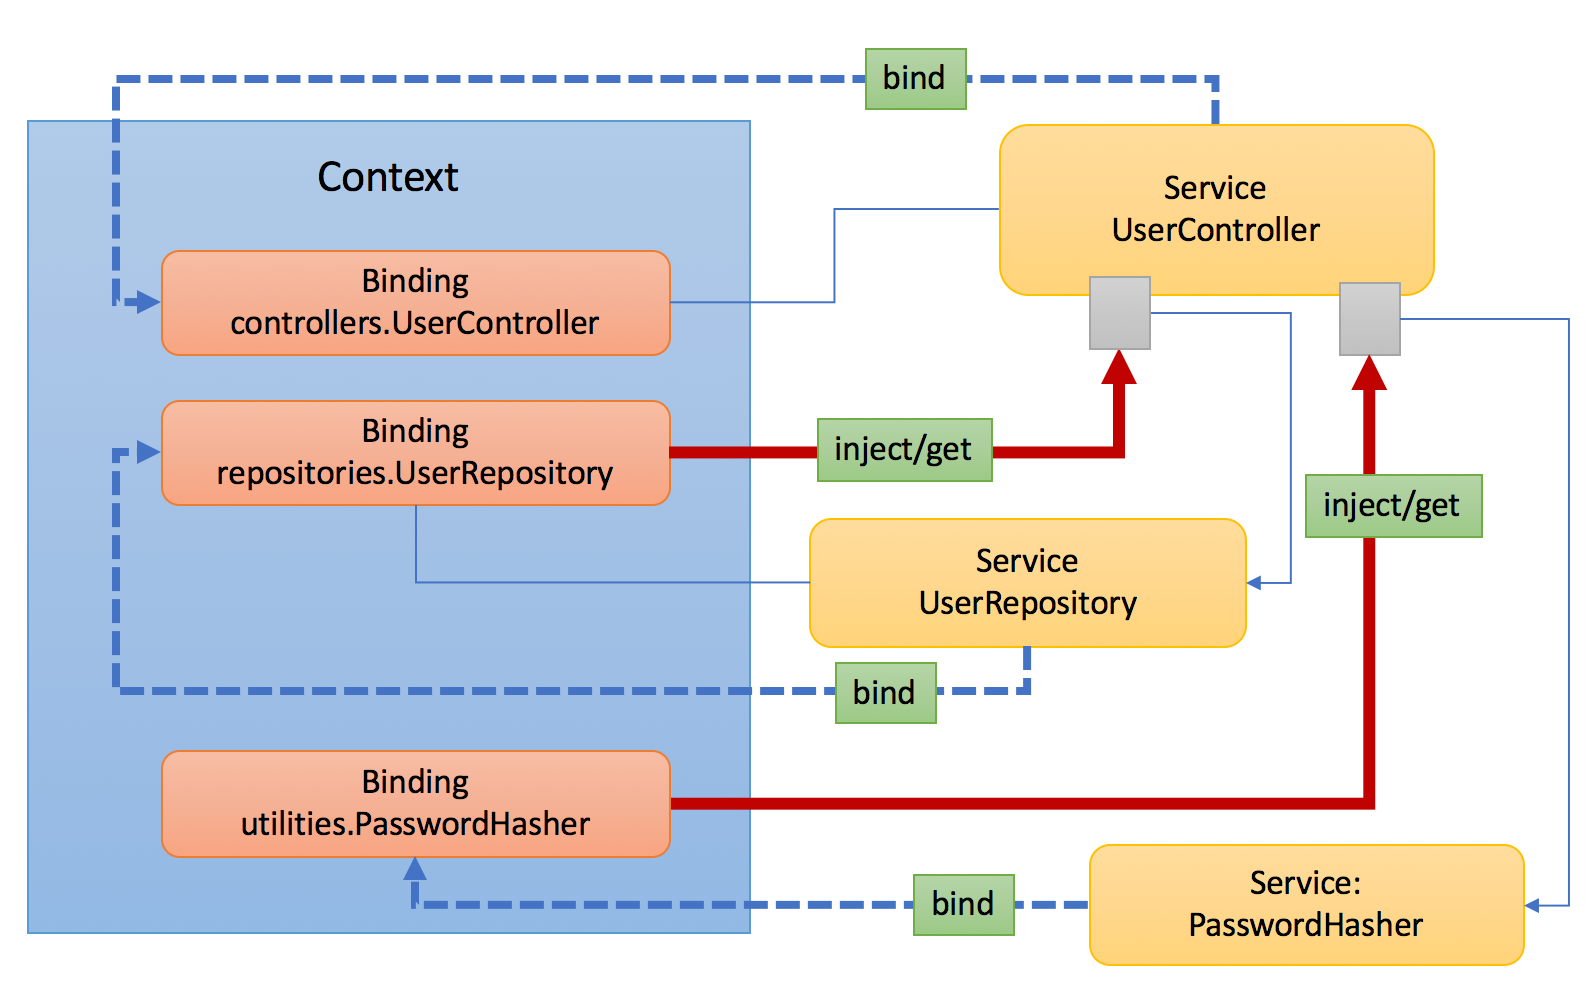 bind
Context
Service
UserController
Binding
controllers.UserController
Binding
repositories.UserRepository
inject/get
inject/get
Service
UserRepository
bind
Binding
utilities.PasswordHasher
bind
Service:
PasswordHasher